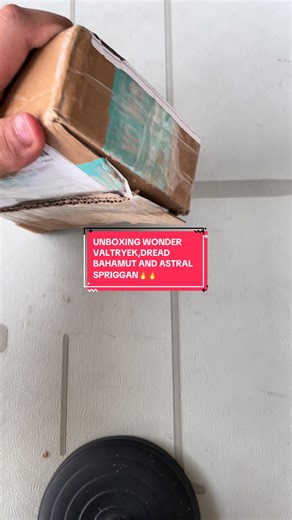 UNBOXING WONDER
VALTRYEK,DREAD
BAHAMUT AND ASTRAL
SPRIGGAN🔥🔥